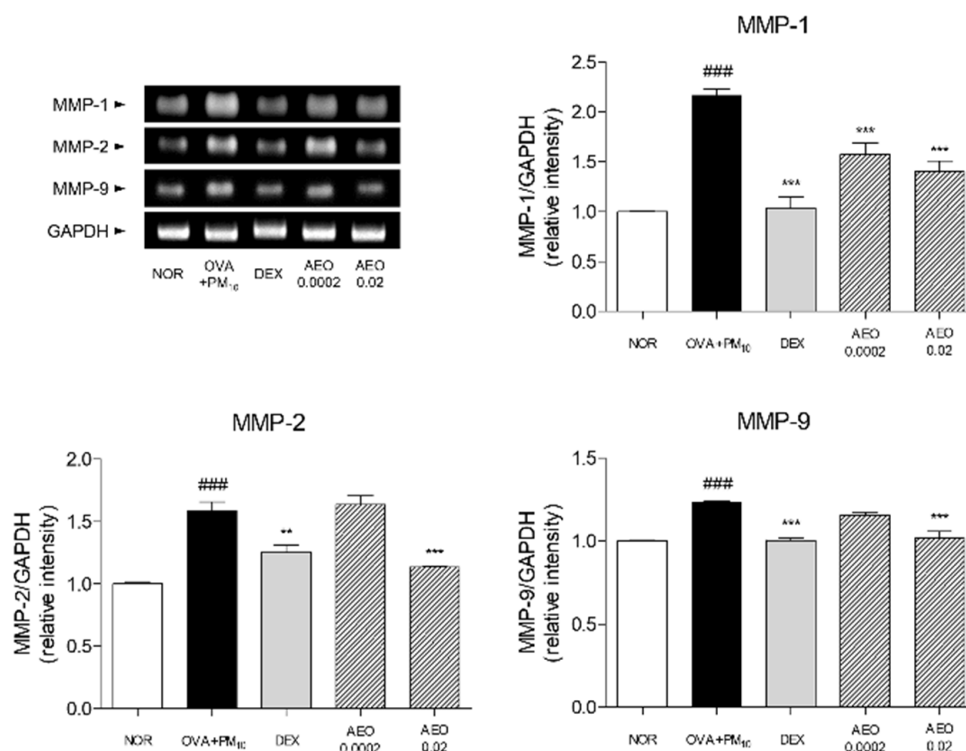 MMP-1 ►
MMP-2 ►
MMP-9 ►
GAPDH ►
NOR OVA +PM₁₀ DEX AEO 0.0002 AEO 0.02
MMP-1
MMP-1/GAPDH
(relative intensity)
2.5
2.0
1.5
1.0
0.5
0.0
###
***
***
***
NOR OVA+PM₁₀ DEX AEO 0.0002 AEO 0.02
MMP-2
MMP-2/GAPDH
(relative intensity)
2.0
1.5
1.0
0.5
0.0
###
**
***
NOR OVA+PM₁₀ DEX AEO 0.0002 AEO 0.02
MMP-9
MMP-9/GAPDH
(relative intensity)
1.5
1.0
0.5
0.0
###
***
***
NOR OVA+PM₁₀ DEX AEO 0.0002 AEO 0.02